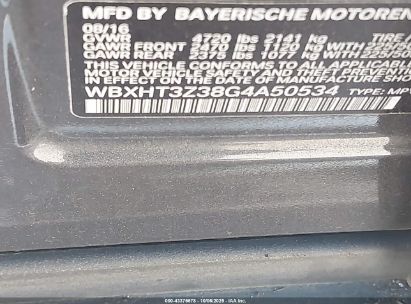 MFD BY BAYERISCHE MOTOREN
08/16
GVWR 4720 lbs 2141 kg
GAWR FRONT 2470 lbs 1120 kg WITH
GAWR REAR 2375 lbs 1077 kg WITH
THIS VEHICLE CONFORMS TO ALL APPLICABLE
MOTOR VEHICLE SAFETY AND THEFT PREVENTION
IN EFFECT ON THE DATE OF MANUFACTURE SHOWN
WBXHT3Z38G4A50534 TYPE: MPV